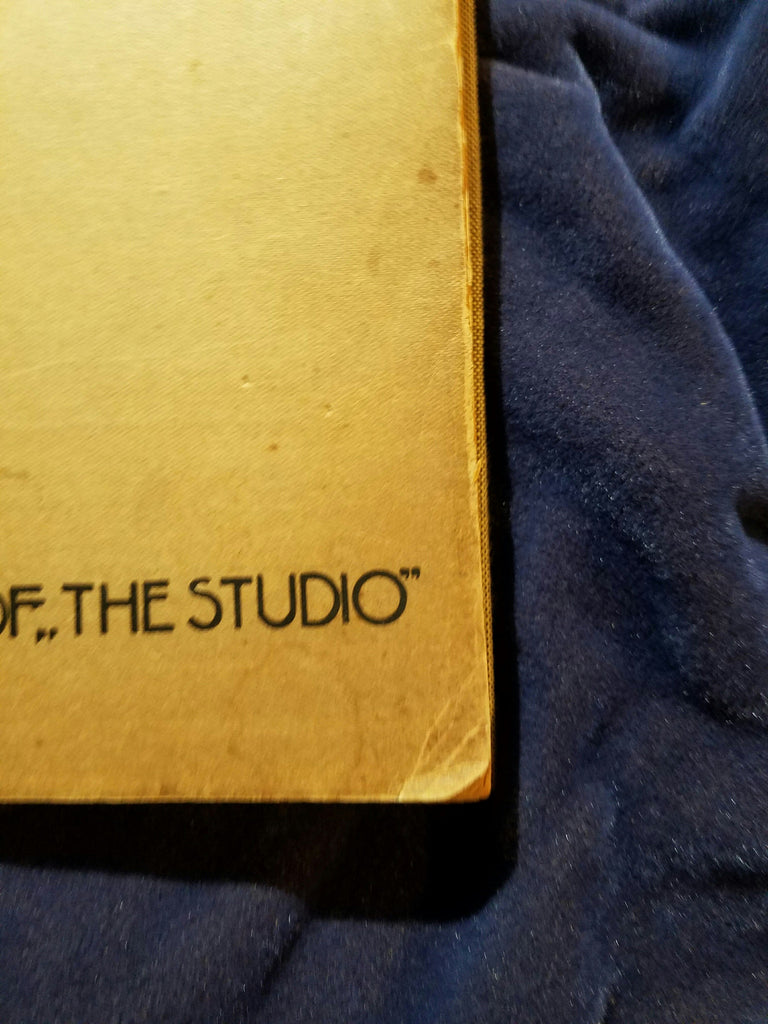 OF „THE STUDIO”